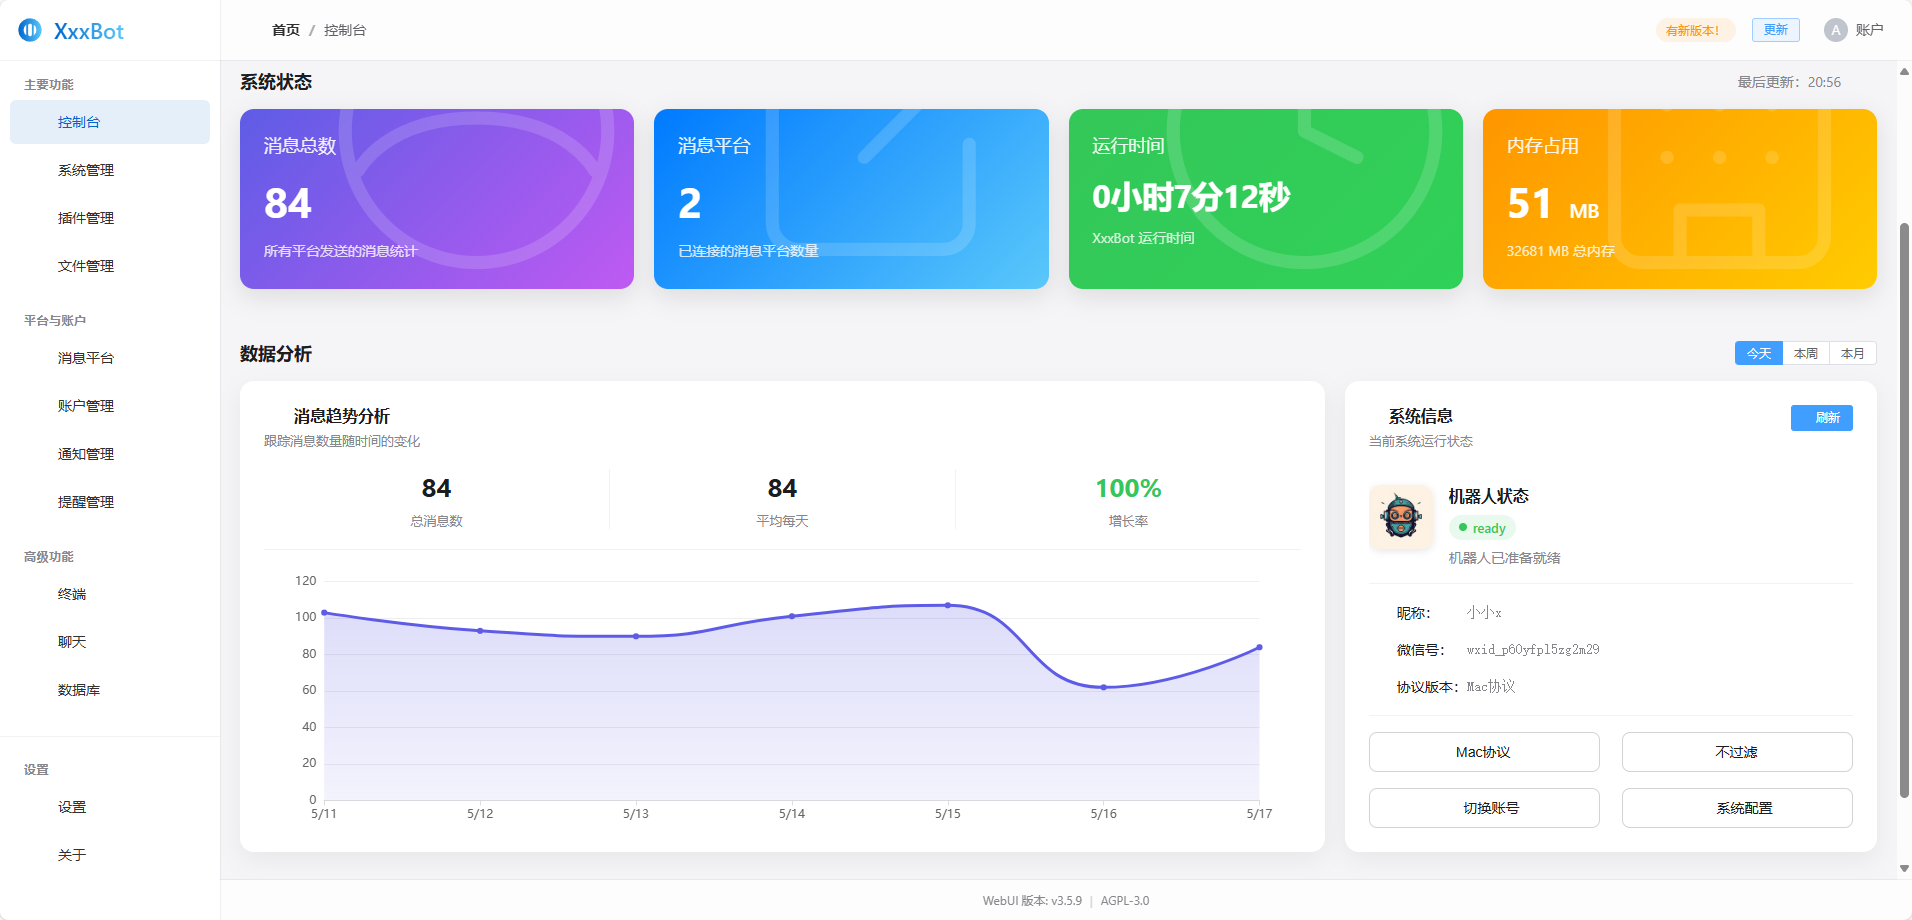 XxxBot
首页 / 控制台
有新版本!
更新
A 账户
主要功能
控制台
系统管理
插件管理
文件管理
平台与账户
消息平台
账户管理
通知管理
提醒管理
高级功能
终端
聊天
数据库
设置
设置
关于
系统状态
最后更新：20:56
消息总数
84
所有平台发送的消息统计
消息平台
2
已连接的消息平台数量
运行时间
0小时7分12秒
XxxBot 运行时间
内存占用
51 MB
32681 MB 总内存
数据分析
今天 本周 本月
消息趋势分析
跟踪消息数量随时间的变化
84
总消息数
84
平均每天
100%
增长率
120
100
80
60
40
20
0
5/11 5/12 5/13 5/14 5/15 5/16 5/17
系统信息
刷新
当前系统运行状态
机器人状态
ready
机器人已准备就绪
昵称： 小小x
微信号： wxid_p60yfpl5zg2m29
协议版本： Mac协议
Mac协议
不过滤
切换账号
系统配置
WebUI 版本: v3.5.9 | AGPL-3.0